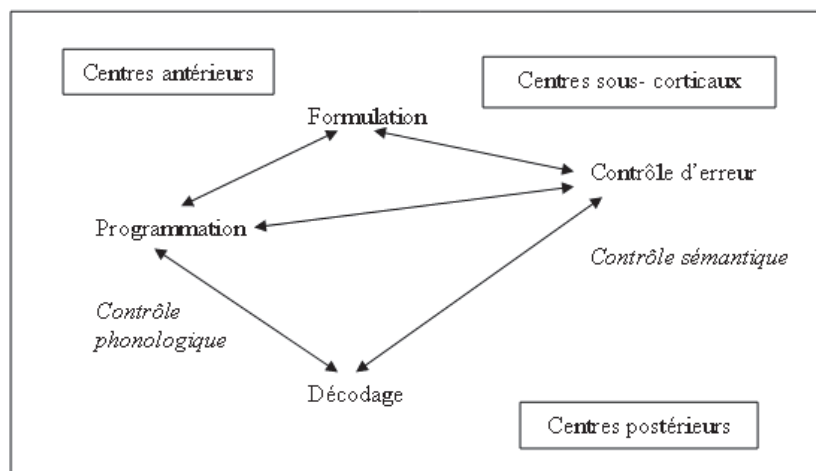 Centres antérieurs
Centres sous- corticaux
Formulation
Contrôle d'erreur
Programmation
Contrôle sémantique
Contrôle
phonologique
Décodage
Centres postérieurs